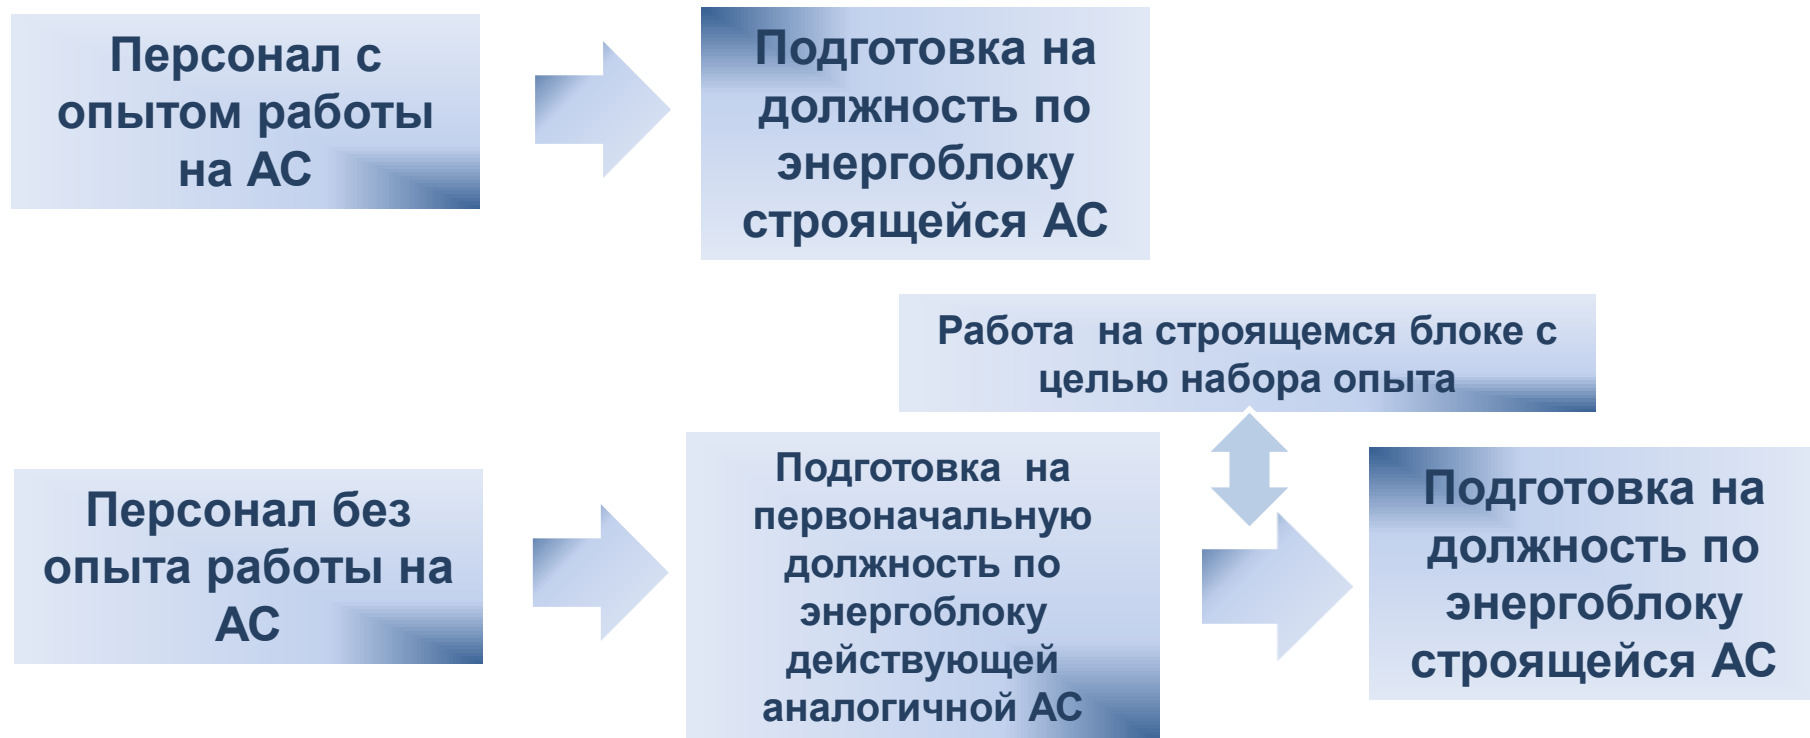 Персонал с
опытом работы
на АС
Подготовка на
должность по
энергоблоку
строящейся АС
Работа на строящемся блоке с
целью набора опыта
Персонал без
опыта работы на
АС
Подготовка на
первоначальную
должность по
энергоблоку
действующей
аналогичной АС
Подготовка на
должность по
энергоблоку
строящейся АС